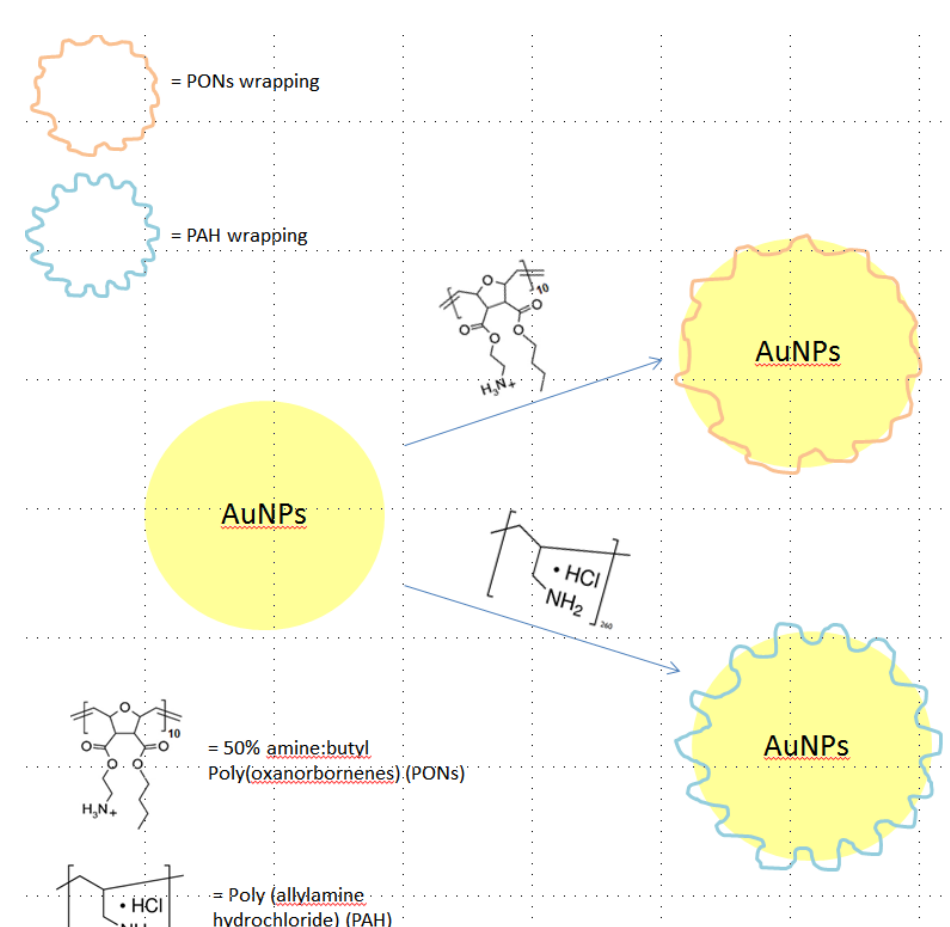 = PONs wrapping
= PAH wrapping
O
10
O
O
O
O
H3N+
AuNPs
AuNPs
• HCl
NH2
260
AuNPs
O
10
O
O
O
O
H3N+
= 50% amine:butyl
Poly(oxanorbornenes) (PONs)
• HCl
NH2
= Poly (allylamine
hydrochloride) (PAH)